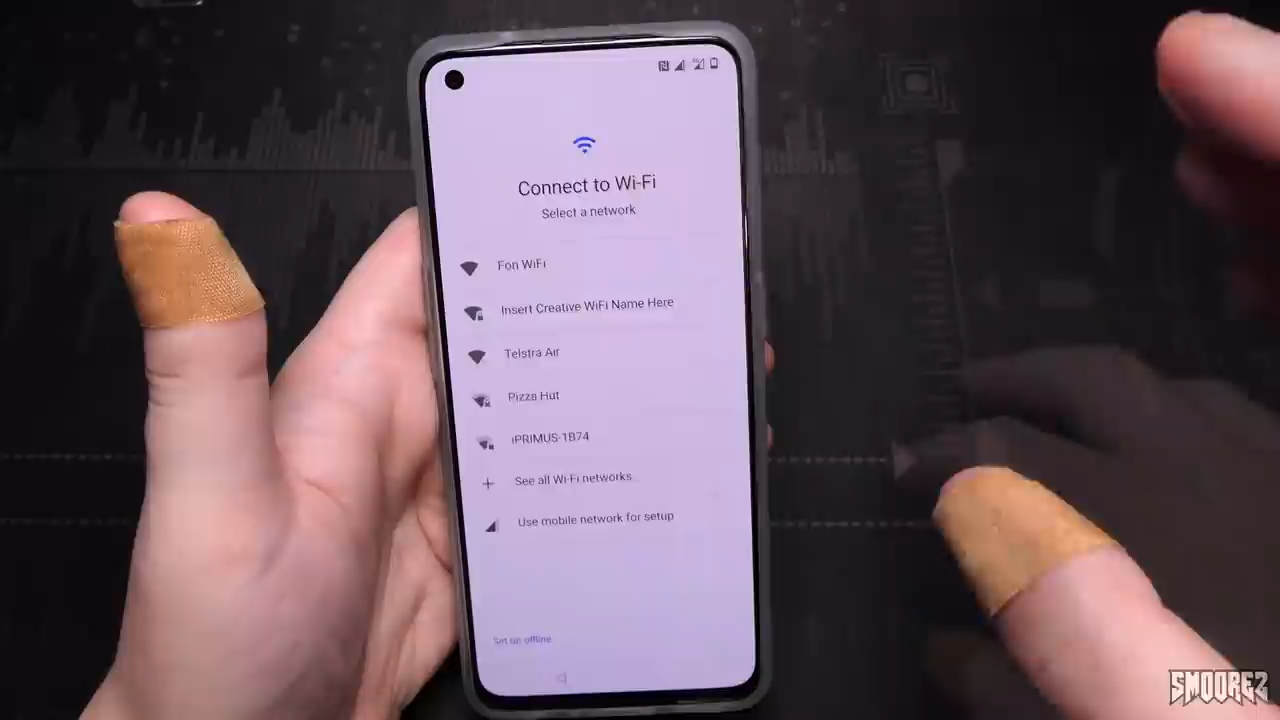 Connect to Wi-Fi
Select a network
Fon WiFi
Insert Creative WiFi Name Here
Telstra Air
Pizza Hut
iPRIMUS-1B74
See all Wi-Fi networks
Use mobile network for setup
Set up offline
SMOOREZ